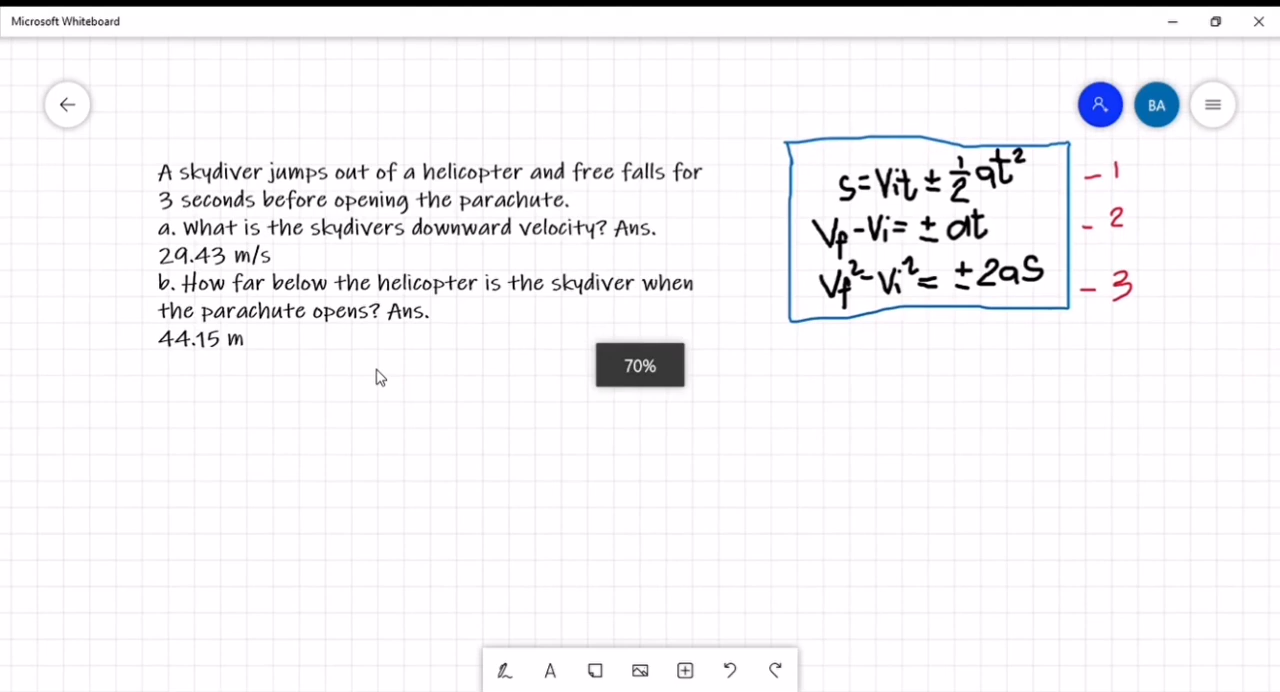 Microsoft Whiteboard
BA
A skydiver jumps out of a helicopter and free falls for
3 seconds before opening the parachute.
a. What is the skydivers downward velocity? Ans.
29.43 m/s
b. How far below the helicopter is the skydiver when
the parachute opens? Ans.
44.15 m
S = Vit ± 1/2 at² - 1
Vf - Vi = ± at - 2
Vf² - Vi² = ± 2aS - 3
70%
A